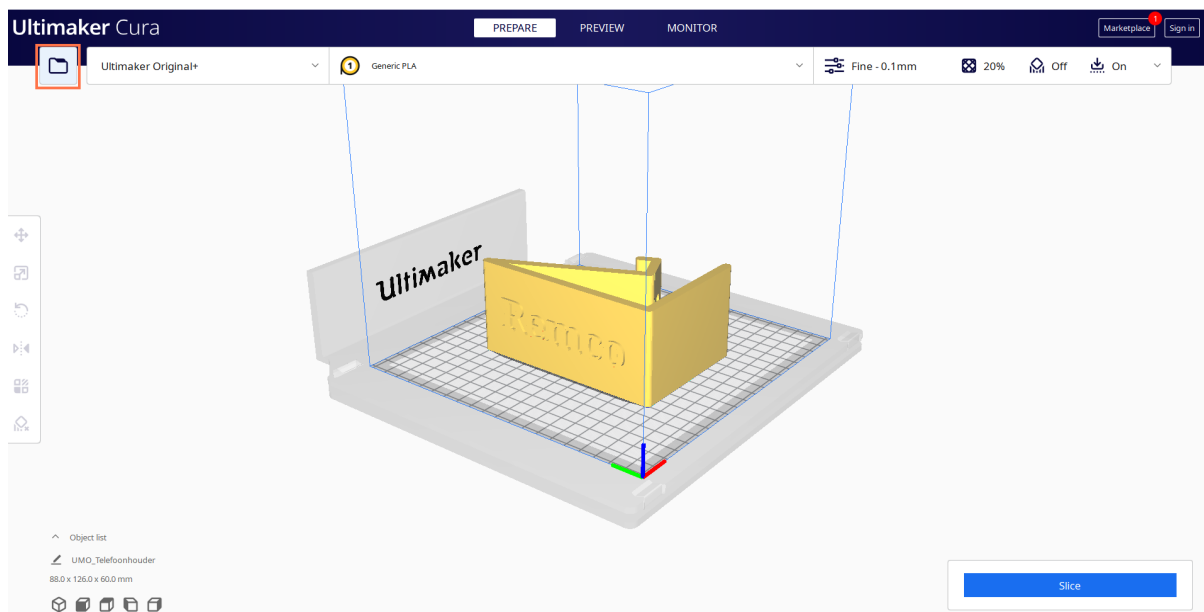 Ultimaker Cura
PREPARE PREVIEW MONITOR
Marketplace 1 Sign in
Ultimaker Original+
1 Generic PLA
Fine - 0.1mm 20% Off On
Ultimaker
Remco
Object list
UMO_Telefoonhouder
88.0 x 126.0 x 60.0 mm
Slice